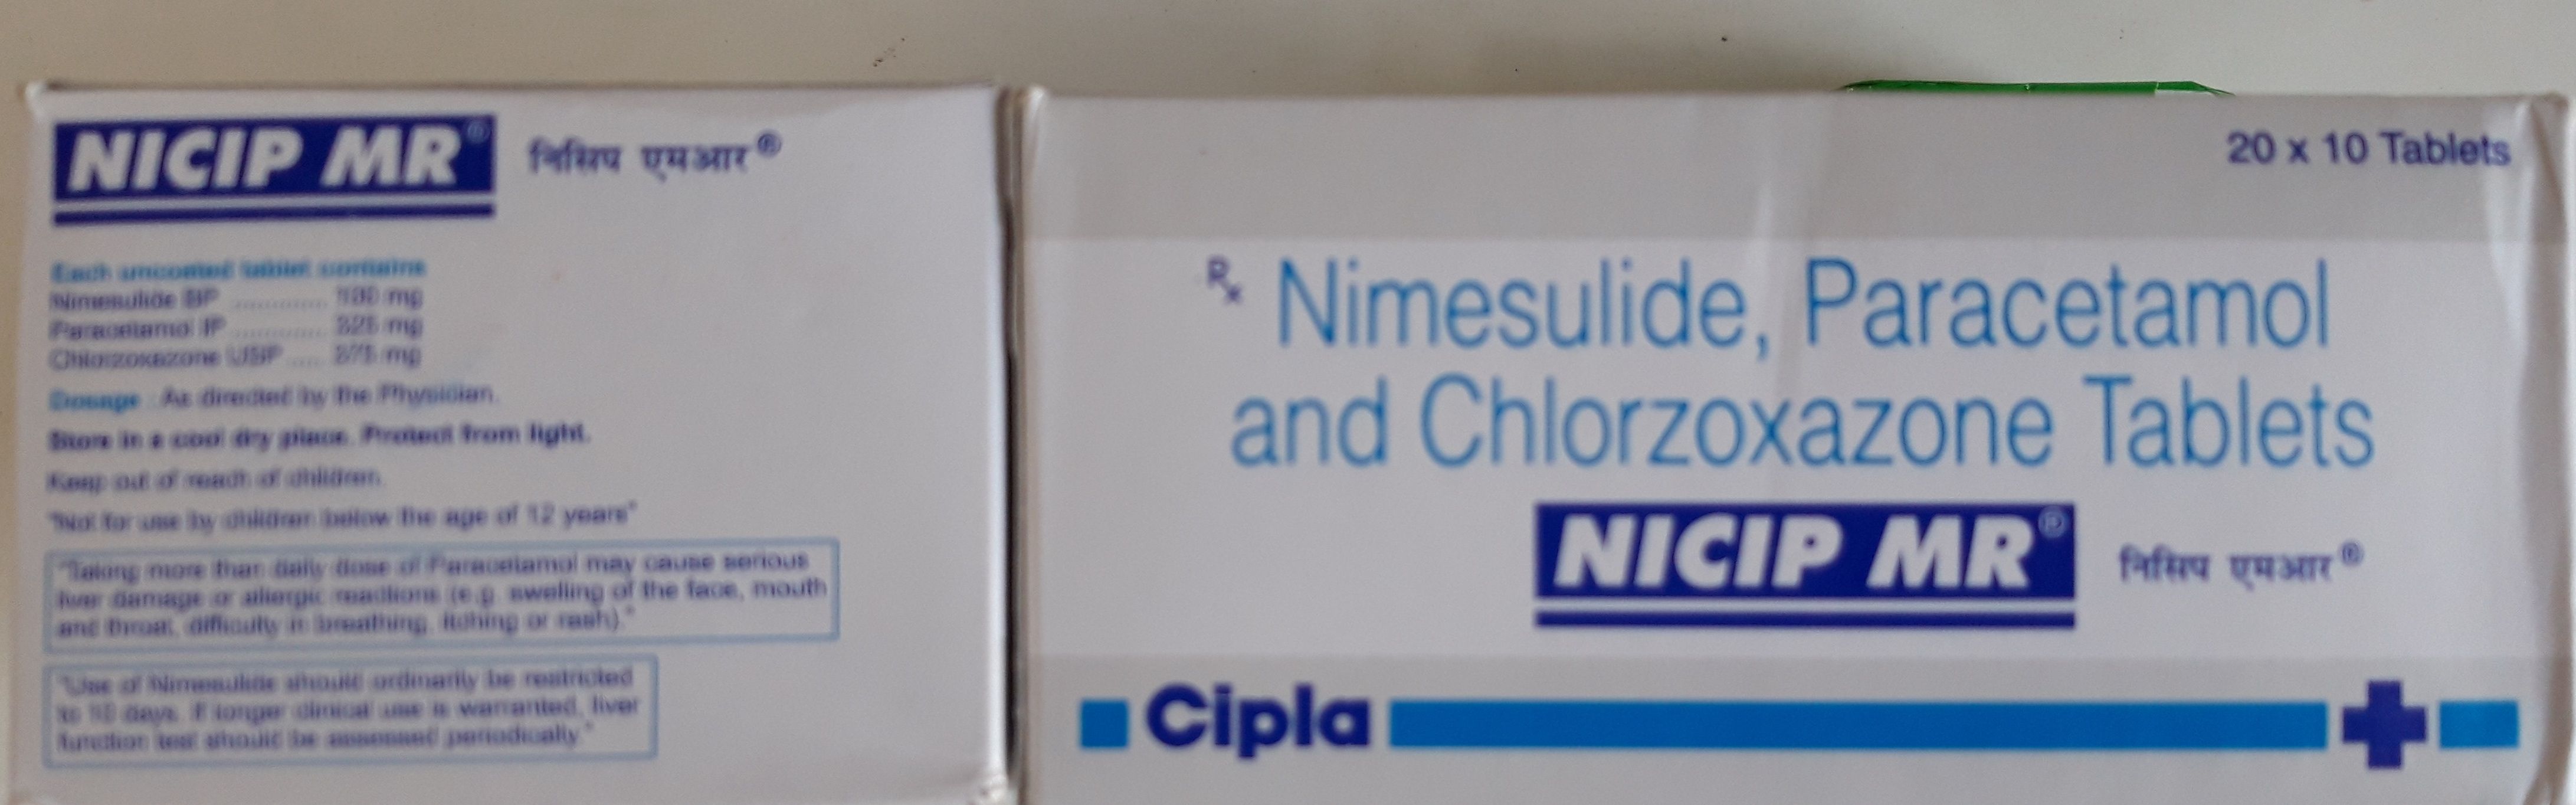 NICIP MR® निसिप एमआर®
Each uncoated tablet contains
Nimesulide BP ............. 100 mg
Paracetamol IP ............. 325 mg
Chlorzoxazone USP ..... 375 mg
Dosage : As directed by the Physician.
Store in a cool dry place. Protect from light.
Keep out of reach of children.
"Not for use by children below the age of 12 years"
"Taking more than daily dose of Paracetamol may cause serious
liver damage or allergic reactions (e.g. swelling of the face, mouth
and throat, difficulty in breathing, itching or rash)."
"Use of Nimesulide should ordinarily be restricted
to 10 days. If longer clinical use is warranted, liver
function test should be assessed periodically."
20 x 10 Tablets
Rx Nimesulide, Paracetamol
and Chlorzoxazone Tablets
NICIP MR® निसिप एमआर®
Cipla